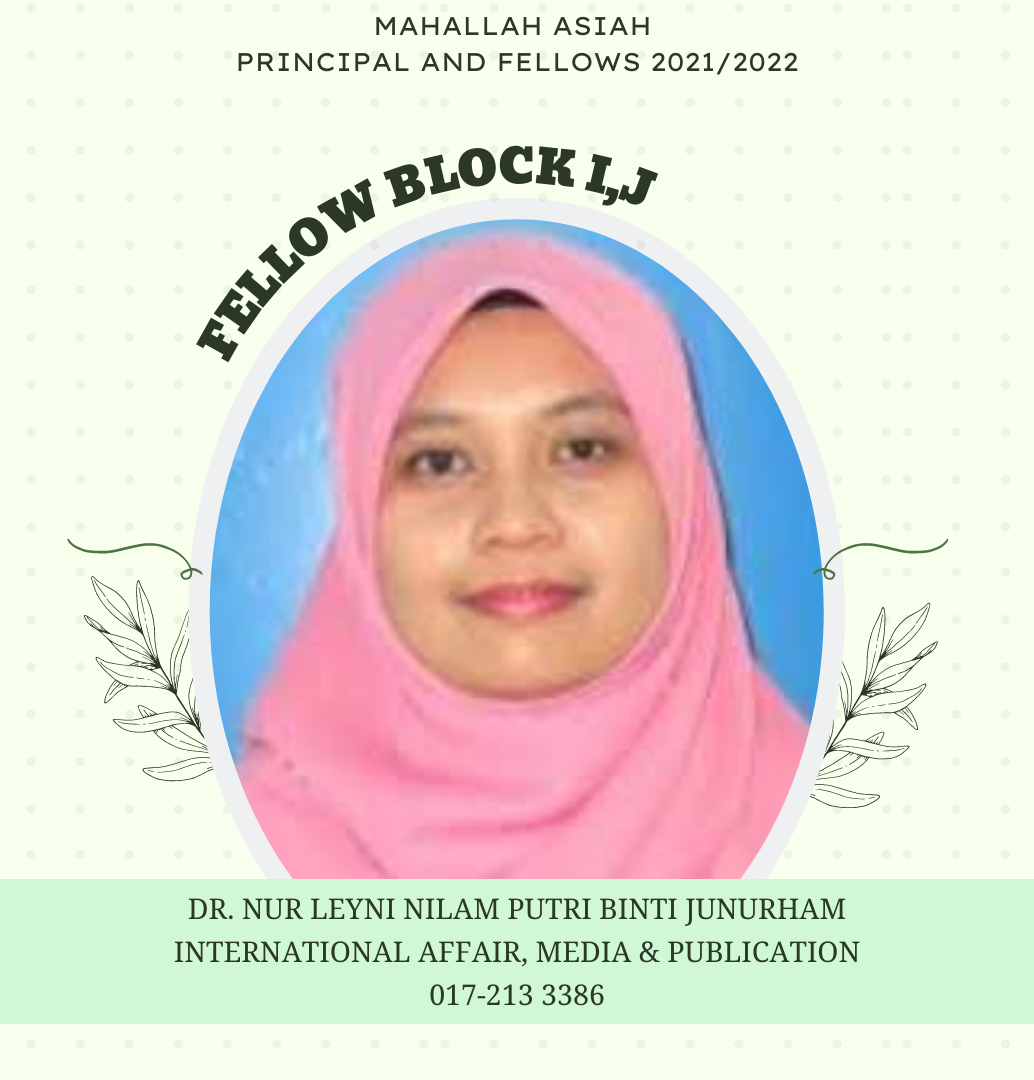 MAHALLAH ASIAH
PRINCIPAL AND FELLOWS 2021/2022
FELLOW BLOCK I,J
DR. NUR LEYNI NILAM PUTRI BINTI JUNURHAM
INTERNATIONAL AFFAIR, MEDIA & PUBLICATION
017-213 3386